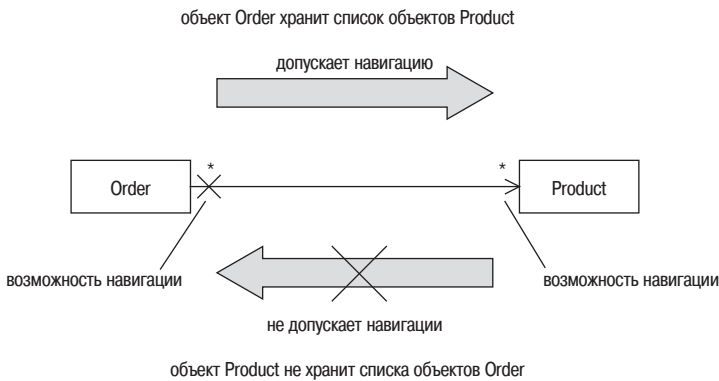 объект Order хранит список объектов Product
допускает навигацию
* *
Order Product
возможность навигации возможность навигации
не допускает навигации
объект Product не хранит списка объектов Order